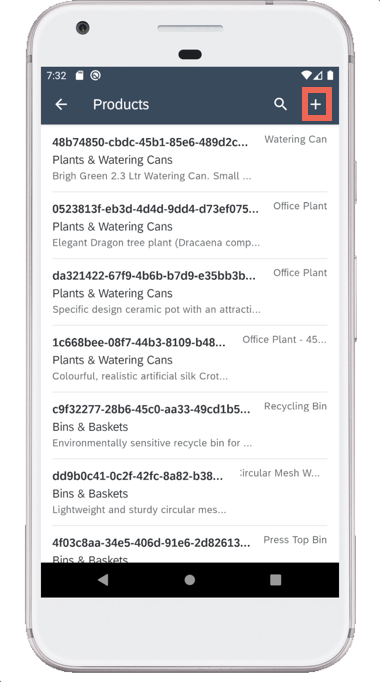 7:32
Products
48b74850-cbdc-45b1-85e6-489d2c... Watering Can
Plants & Watering Cans
Brigh Green 2.3 Ltr Watering Can. Small ...
0523813f-eb3d-4d4d-9dd4-d73ef075... Office Plant
Plants & Watering Cans
Elegant Dragon tree plant (Dracaena comp...
da321422-67f9-4b6b-b7d9-e35bb3b... Office Plant
Plants & Watering Cans
Specific design ceramic pot with an attracti...
1c668bee-08f7-44b3-8109-b48... Office Plant - 45...
Plants & Watering Cans
Colourful, realistic artificial silk Crot...
c9f32277-28b6-45c0-aa33-49cd1b5... Recycling Bin
Bins & Baskets
Environmentally sensitive recycle bin for ...
dd9b0c41-0c2f-42fc-8a82-b38... Circular Mesh W...
Bins & Baskets
Lightweight and sturdy circular mes...
4f03c8aa-34e5-406d-91e6-2d82613... Press Top Bin
Bins & Baskets